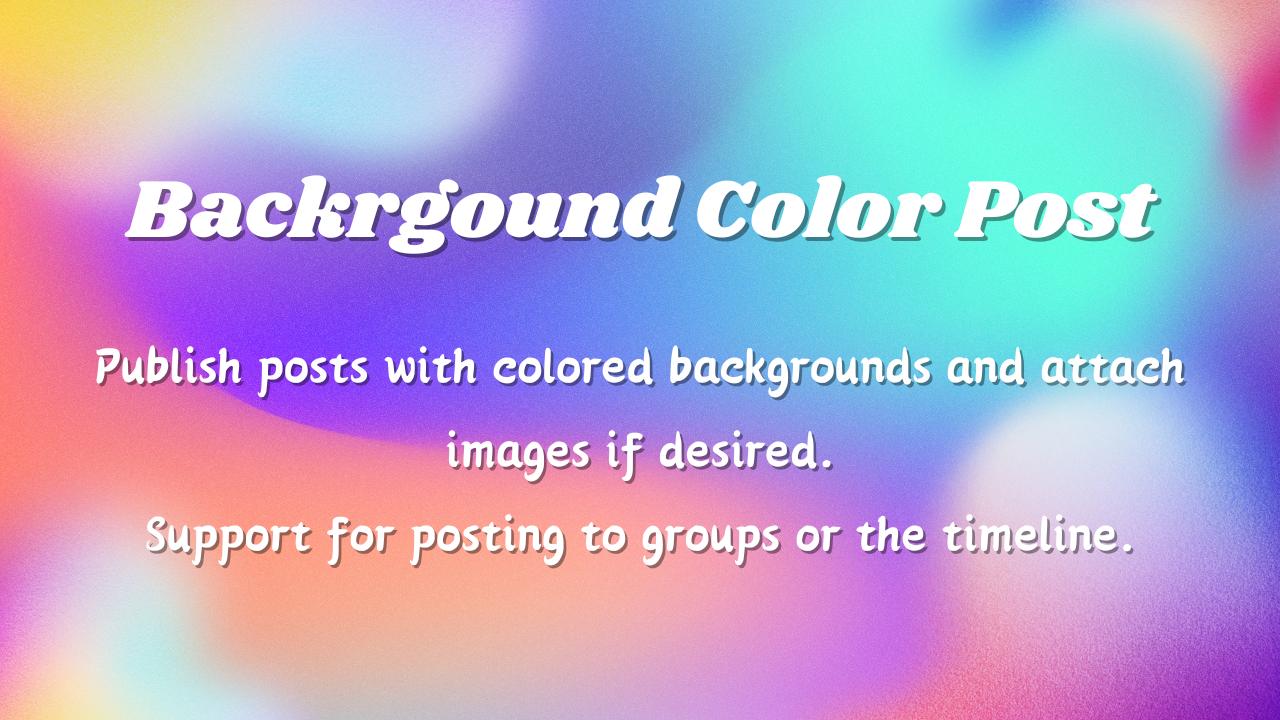 Backrgound Color Post
Publish posts with colored backgrounds and attach
images if desired.
Support for posting to groups or the timeline.